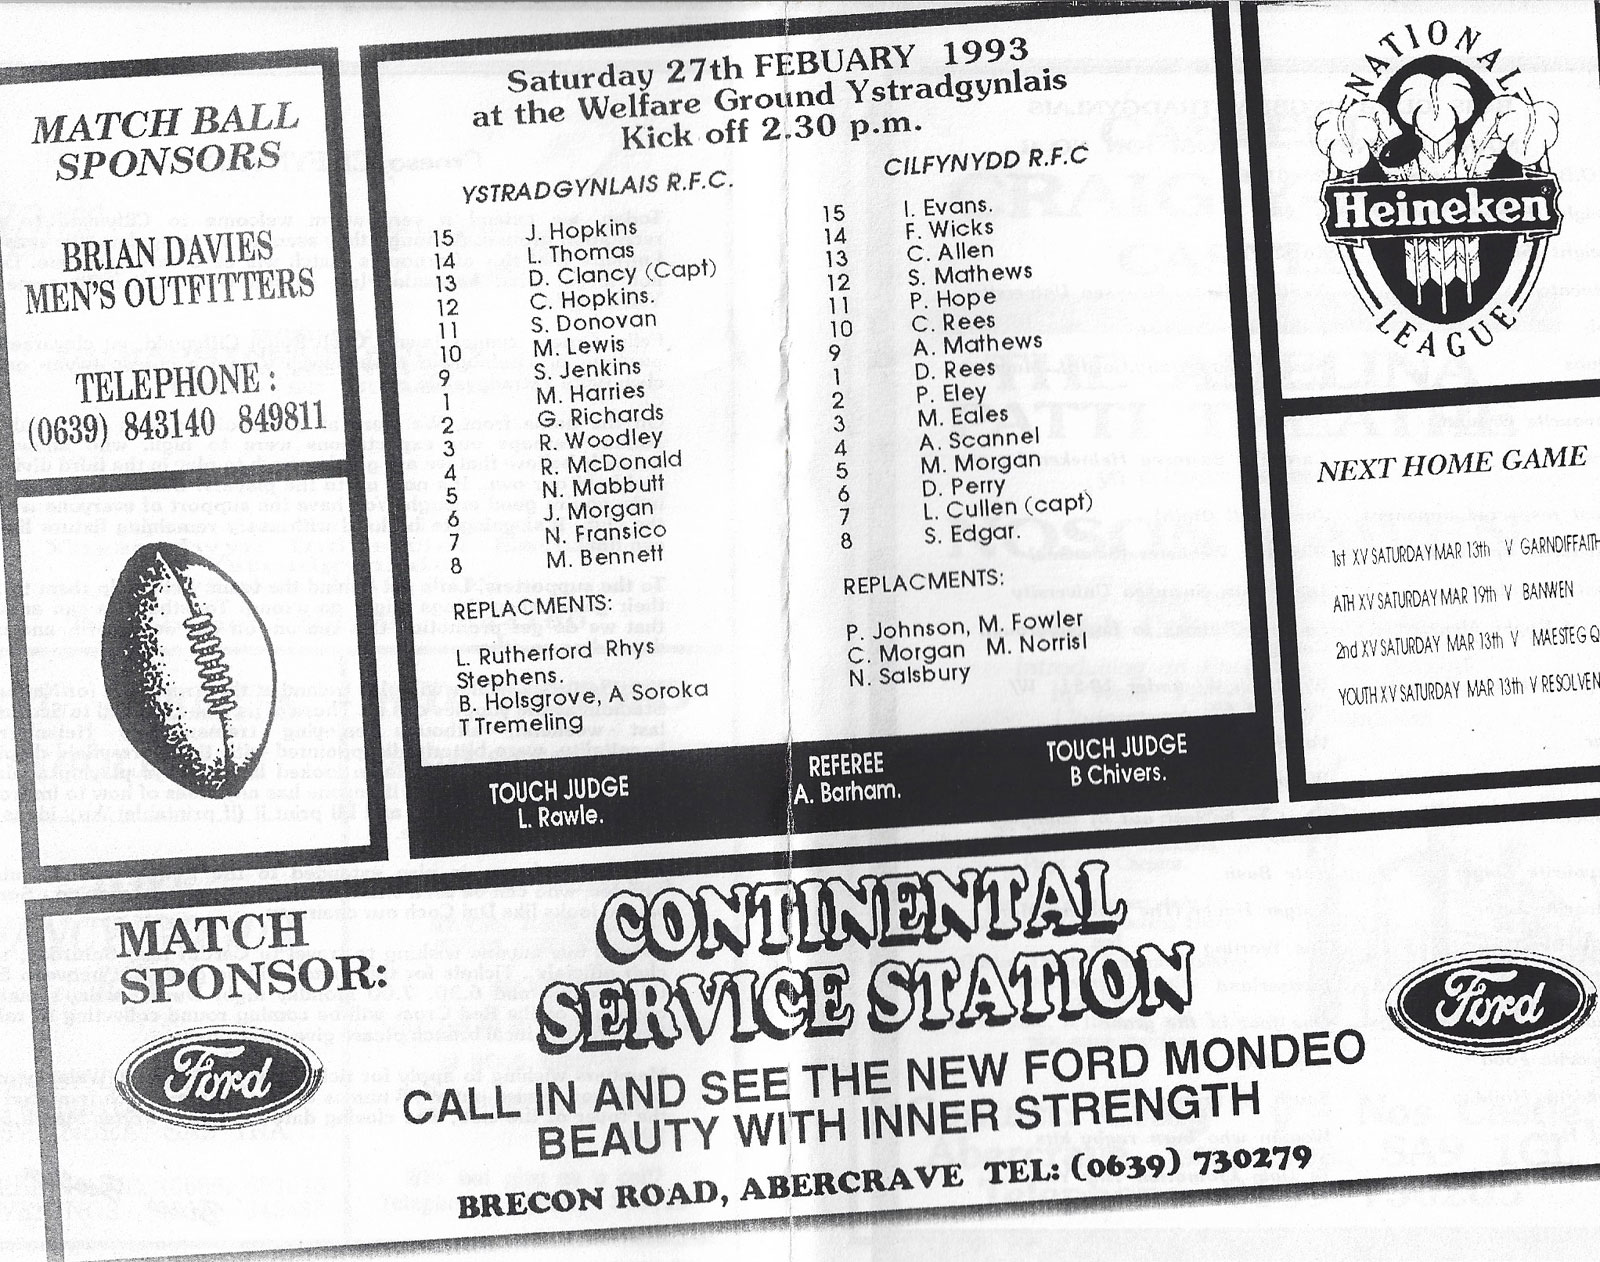 MATCH BALL
SPONSORS
BRIAN DAVIES
MEN'S OUTFITTERS
TELEPHONE :
(0639) 843140 849811
Saturday 27th FEBUARY 1993
at the Welfare Ground Ystradgynlais
Kick off 2.30 p.m.
YSTRADGYNLAIS R.F.C.
15 J. Hopkins
14 L. Thomas
13 D. Clancy (Capt)
12 C. Hopkins.
11 S. Donovan
10 M. Lewis
9 S. Jenkins
1 M. Harries
2 G. Richards
3 R. Woodley
4 R. McDonald
5 N. Mabbutt
6 J. Morgan
7 N. Fransico
8 M. Bennett
REPLACMENTS:
L. Rutherford Rhys
Stephens.
B. Holsgrove, A Soroka
T Tremeling
CILFYNYDD R.F.C
15 I. Evans.
14 F. Wicks
13 C. Allen
12 S. Mathews
11 P. Hope
10 C. Rees
9 A. Mathews
1 D. Rees
2 P. Eley
3 M. Eales
4 A. Scannel
5 M. Morgan
6 D. Perry
7 L. Cullen (capt)
8 S. Edgar.
REPLACMENTS:
P. Johnson, M. Fowler
C. Morgan M. Norrisl
N. Salsbury
TOUCH JUDGE
L. Rawle.
REFEREE
A. Barham.
TOUCH JUDGE
B Chivers.
NATIONAL
Heineken
LEAGUE
NEXT HOME GAME
1st XV SATURDAY MAR 13th V GARNDIFFAITH
ATH XV SATURDAY MAR 19th V BANWEN
2nd XV SATURDAY MAR 13th V MAESTEG Q
YOUTH XV SATURDAY MAR 13th V RESOLVEN
MATCH
SPONSOR:
Ford
CONTINENTAL
SERVICE STATION
Ford
CALL IN AND SEE THE NEW FORD MONDEO
BEAUTY WITH INNER STRENGTH
BRECON ROAD, ABERCRAVE TEL: (0639) 730279